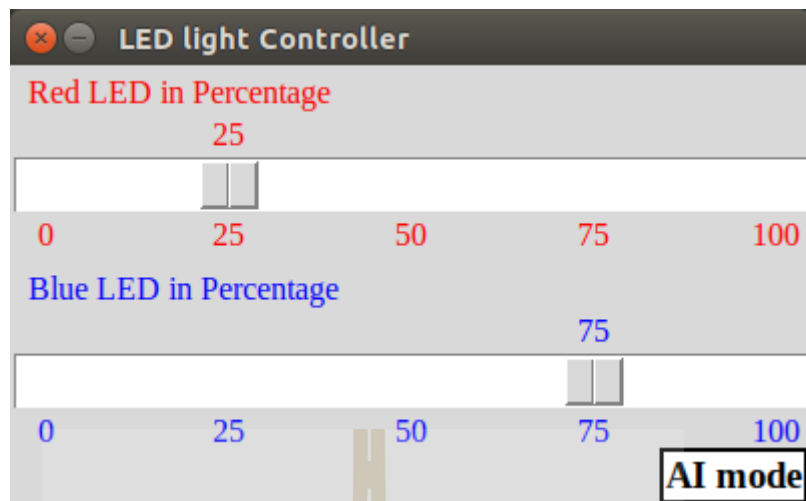 LED light Controller
Red LED in Percentage
25
0 25 50 75 100
Blue LED in Percentage
75
0 25 50 75 100
AI mode